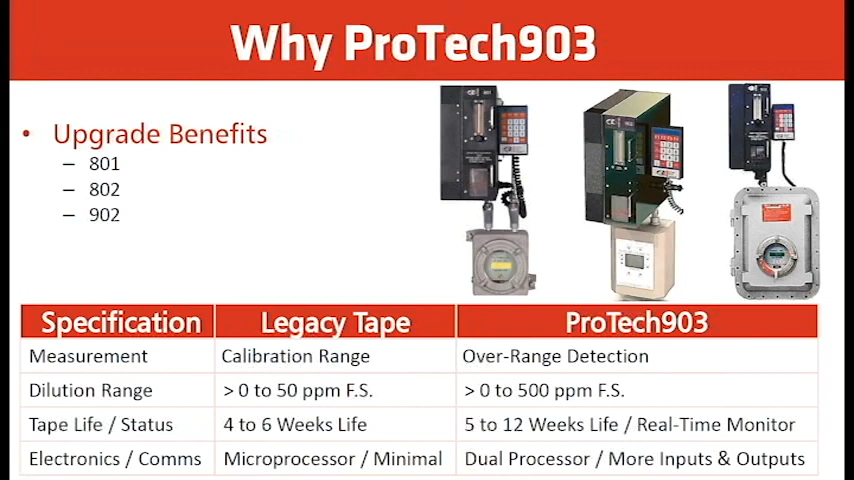 Why ProTech903
• Upgrade Benefits
– 801
– 802
– 902
Specification Legacy Tape ProTech903
Measurement Calibration Range Over-Range Detection
Dilution Range > 0 to 50 ppm F.S. > 0 to 500 ppm F.S.
Tape Life / Status 4 to 6 Weeks Life 5 to 12 Weeks Life / Real-Time Monitor
Electronics / Comms Microprocessor / Minimal Dual Processor / More Inputs & Outputs